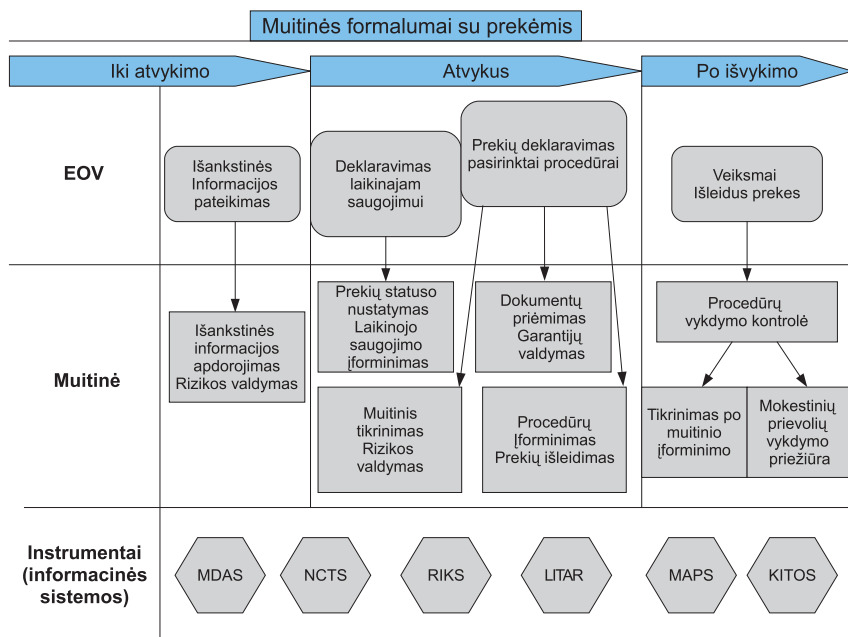 Muitinės formalumai su prekėmis
Iki atvykimo
Atvykus
Po išvykimo
EOV
Išankstinės
Informacijos
pateikimas
Deklaravimas
laikinajam
saugojimui
Prekių deklaravimas
pasirinktai procedūrai
Veiksmai
Išleidus prekes
Muitinė
Išankstinės
informacijos
apdorojimas
Rizikos valdymas
Prekių statuso
nustatymas
Laikinojo
saugojimo
įforminimas
Dokumentų
priėmimas
Garantijų
valdymas
Procedūrų
vykdymo kontrolė
Muitinis
tikrinimas
Rizikos
valdymas
Procedūrų
Įforminimas
Prekių išleidimas
Tikrinimas po
muitinio
įforminimo
Mokestinių
prievolių
vykdymo
priežiūra
Instrumentai
(informacinės
sistemos)
MDAS
NCTS
RIKS
LITAR
MAPS
KITOS